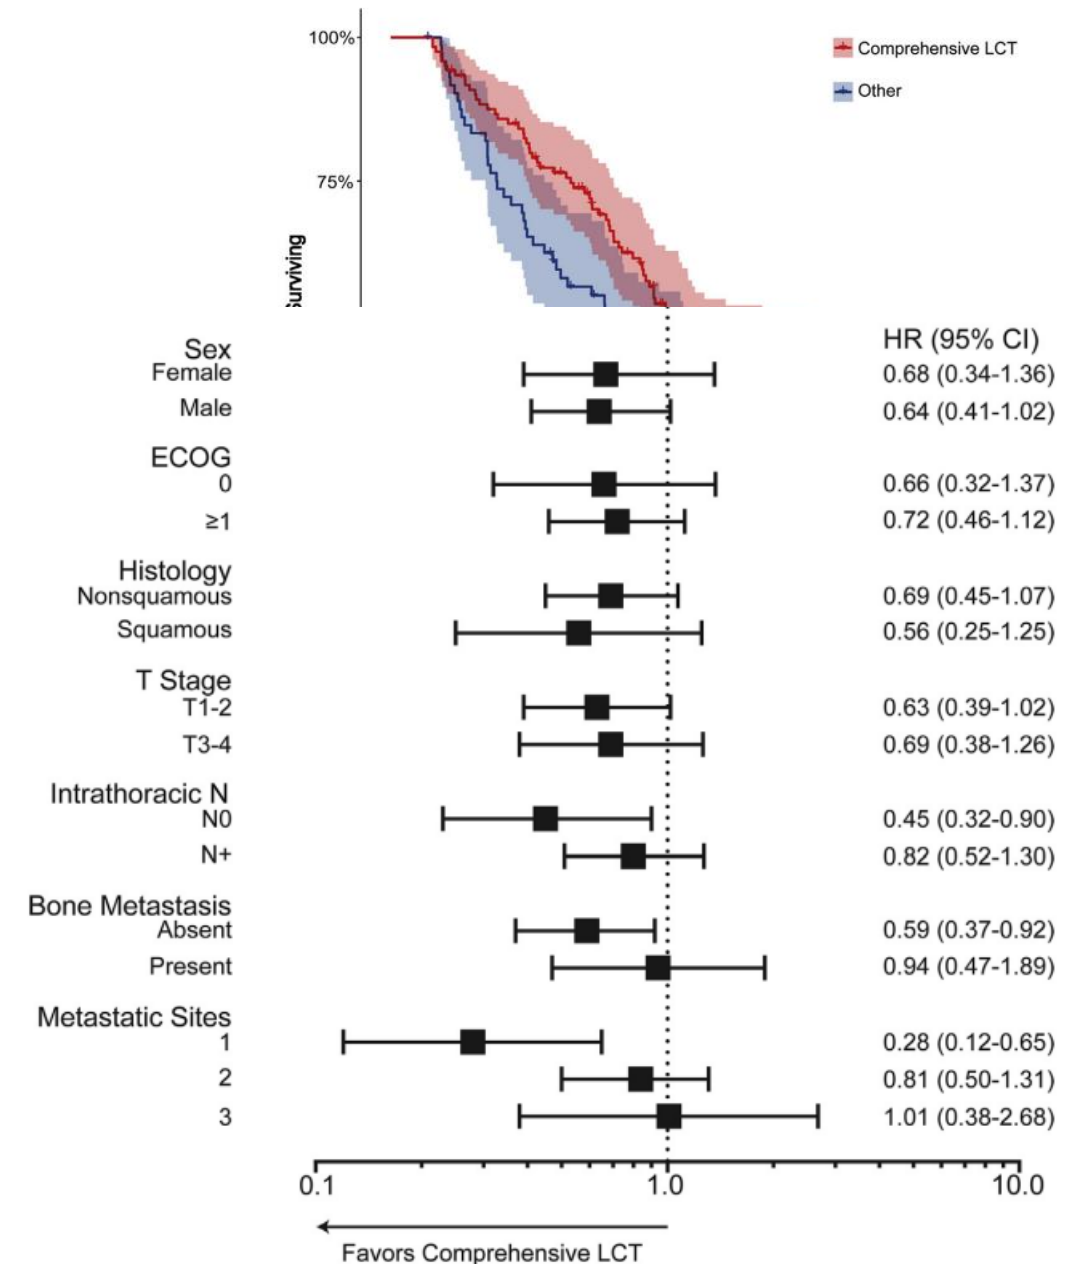 100%
Comprehensive LCT
Other
75%
HR (95% CI)
Sex
Female 0.68 (0.34-1.36)
Male 0.64 (0.41-1.02)
ECOG
0 0.66 (0.32-1.37)
≥1 0.72 (0.46-1.12)
Histology
Nonsquamous 0.69 (0.45-1.07)
Squamous 0.56 (0.25-1.25)
T Stage
T1-2 0.63 (0.39-1.02)
T3-4 0.69 (0.38-1.26)
Intrathoracic N
N0 0.45 (0.32-0.90)
N+ 0.82 (0.52-1.30)
Bone Metastasis
Absent 0.59 (0.37-0.92)
Present 0.94 (0.47-1.89)
Metastatic Sites
1 0.28 (0.12-0.65)
2 0.81 (0.50-1.31)
3 1.01 (0.38-2.68)
0.1 1.0 10.0
Favors Comprehensive LCT